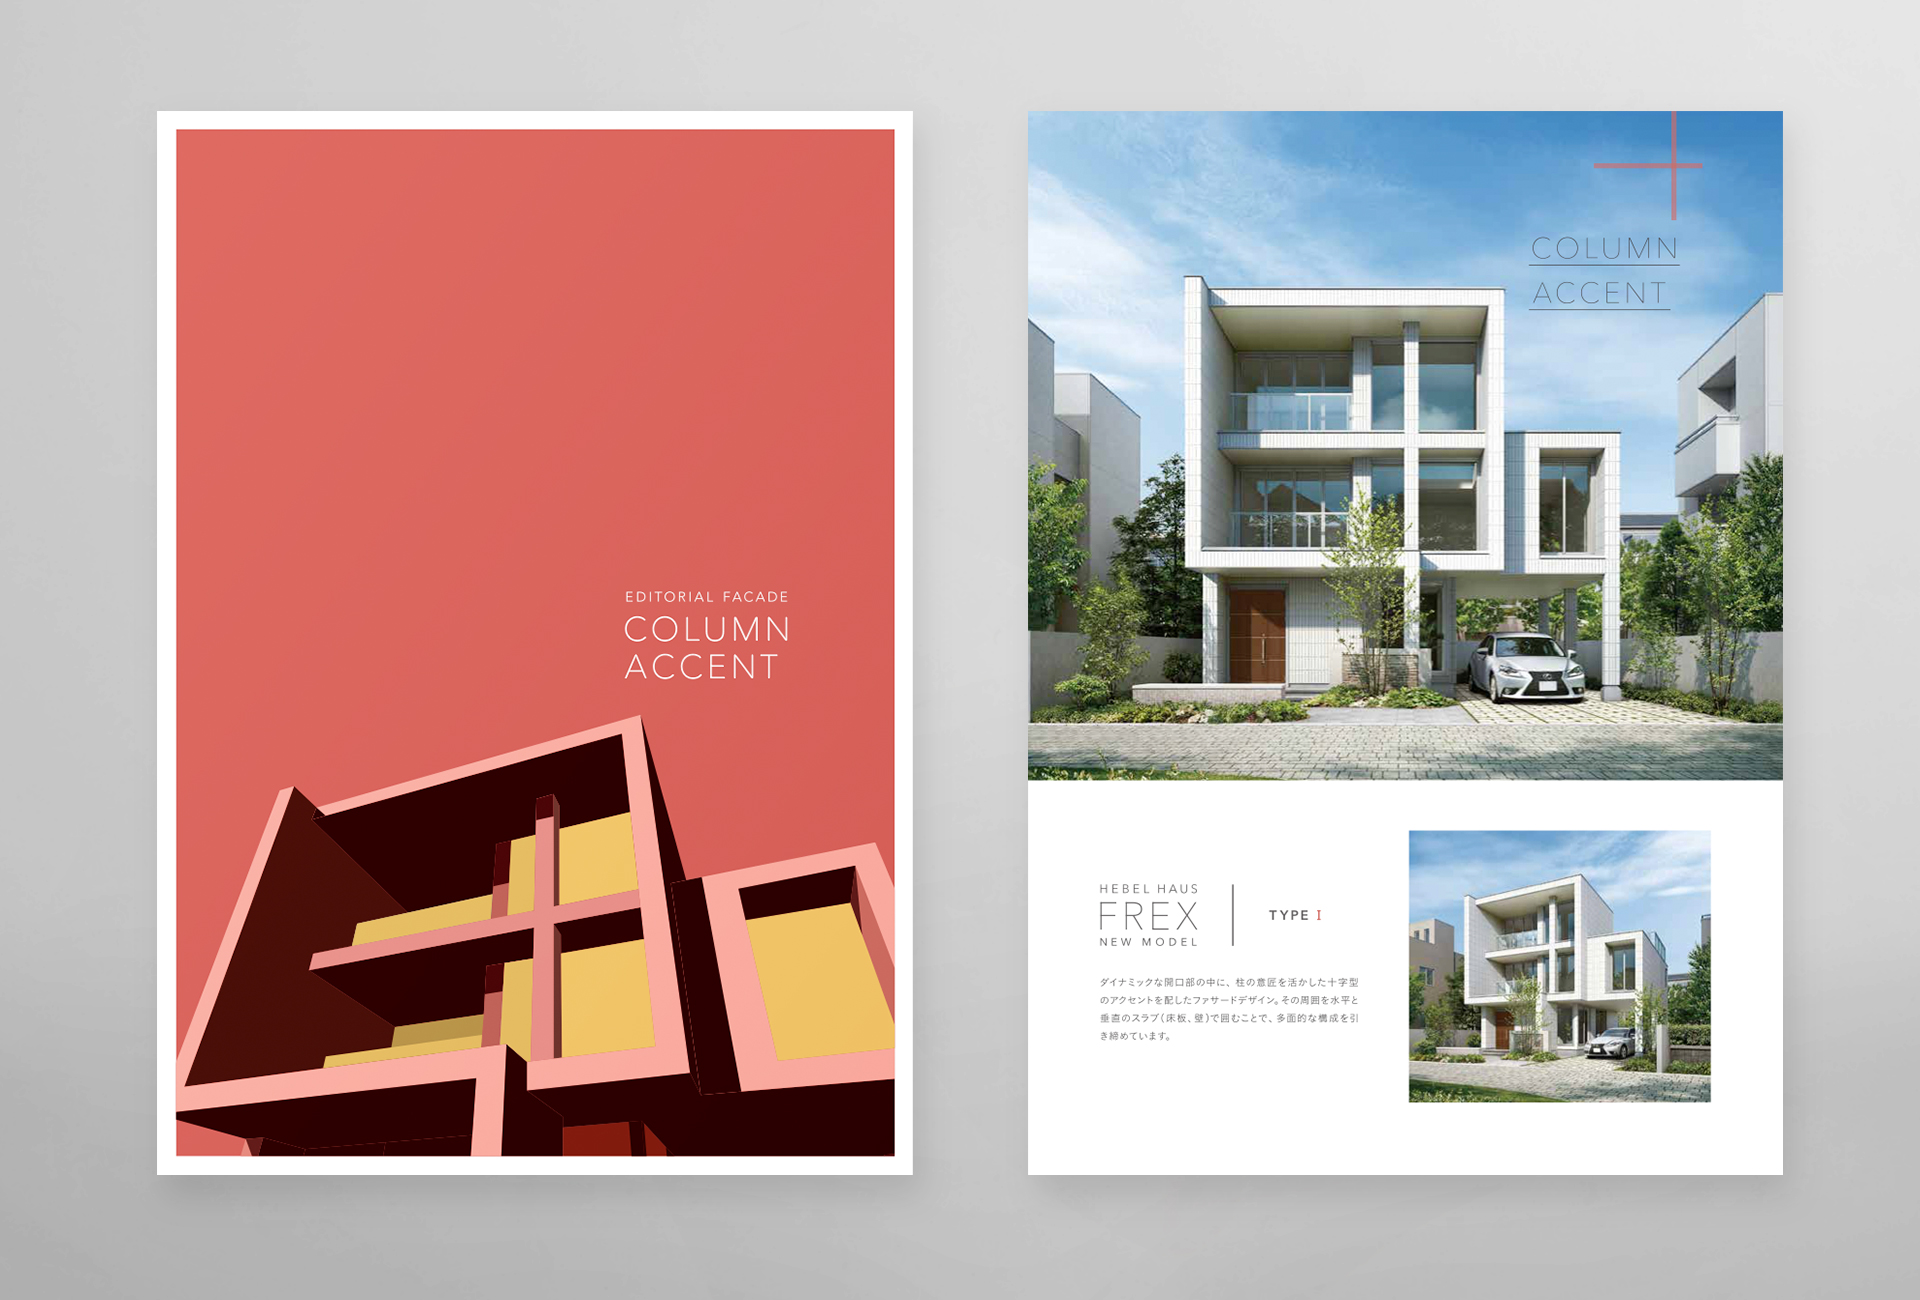 EDITORIAL FACADE
COLUMN
ACCENT
COLUMN
ACCENT
HEBEL HAUS
FREX
NEW MODEL
TYPE I
ダイナミックな開口部の中に、柱の意匠を活かした十字型
のアクセントを配したファサードデザイン。その周囲を水平と
垂直のスラブ（床板、壁）で囲むことで、多面的な構成を引
き締めています。